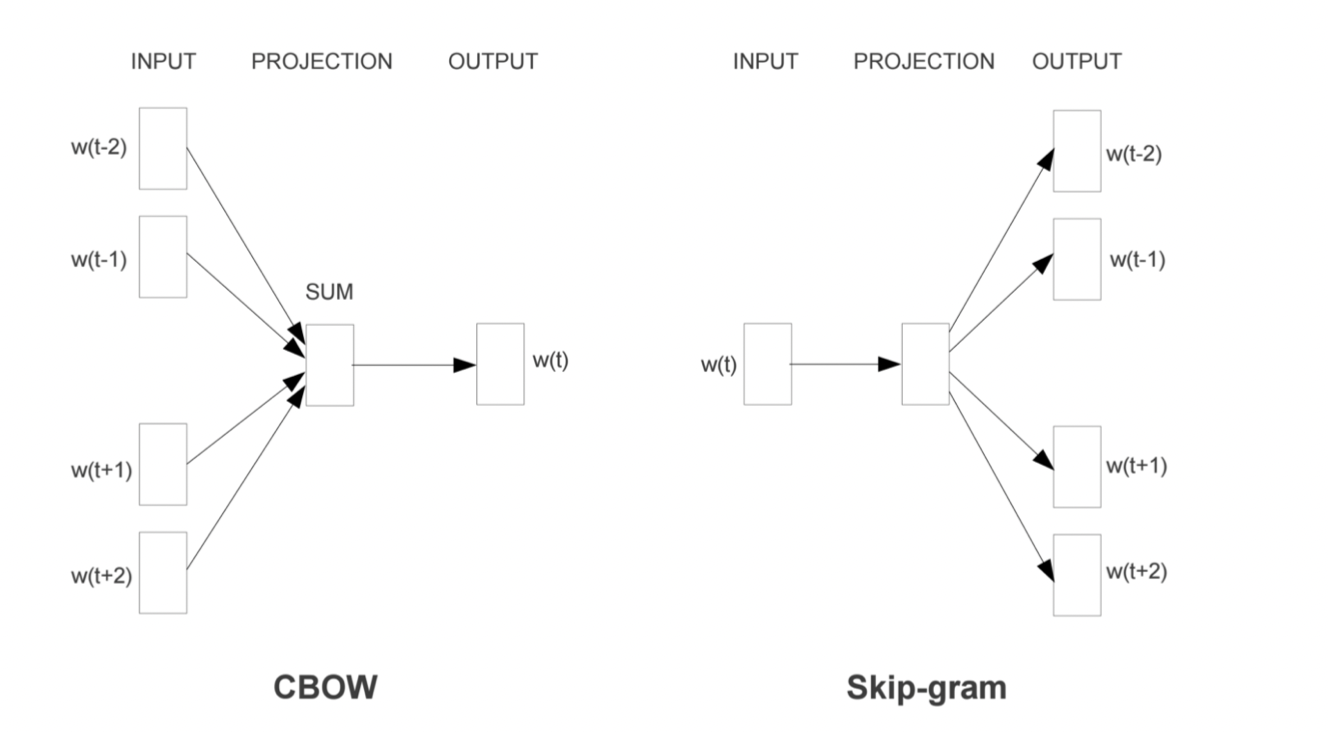 INPUT PROJECTION OUTPUT
w(t-2)
w(t-1)
SUM
w(t)
w(t+1)
w(t+2)
CBOW
INPUT PROJECTION OUTPUT
w(t-2)
w(t-1)
w(t)
w(t+1)
w(t+2)
Skip-gram